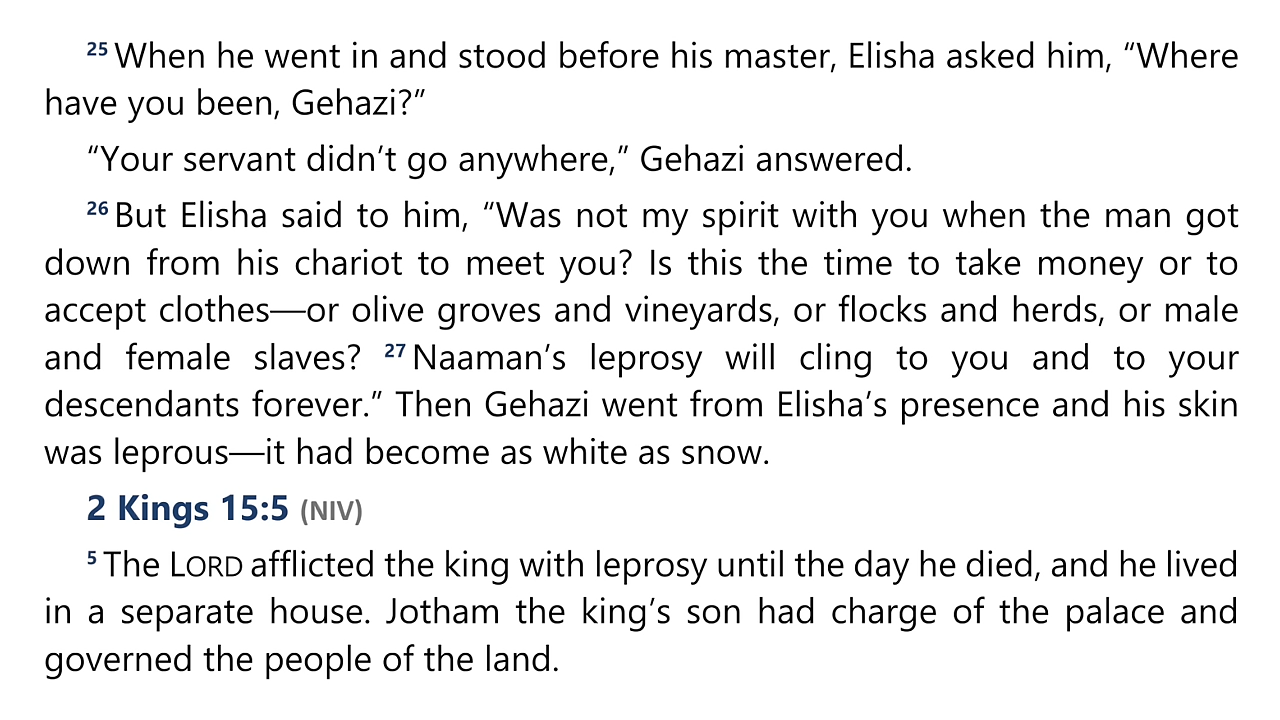 25 When he went in and stood before his master, Elisha asked him, “Where
have you been, Gehazi?”
“Your servant didn’t go anywhere,” Gehazi answered.
26 But Elisha said to him, “Was not my spirit with you when the man got
down from his chariot to meet you? Is this the time to take money or to
accept clothes—or olive groves and vineyards, or flocks and herds, or male
and female slaves? 27 Naaman’s leprosy will cling to you and to your
descendants forever.” Then Gehazi went from Elisha’s presence and his skin
was leprous—it had become as white as snow.
2 Kings 15:5 (NIV)
5 The LORD afflicted the king with leprosy until the day he died, and he lived
in a separate house. Jotham the king’s son had charge of the palace and
governed the people of the land.